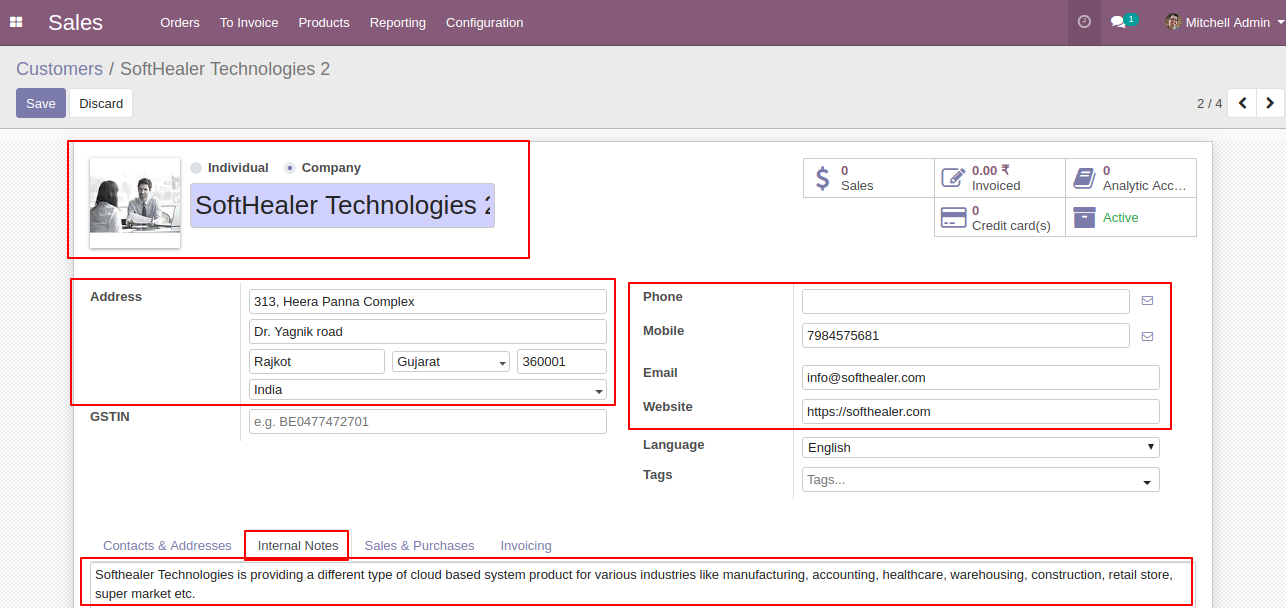 Sales Orders To Invoice Products Reporting Configuration 1 Mitchell Admin
Customers / SoftHealer Technologies 2
Save Discard 2 / 4
Individual Company
SoftHealer Technologies 2
0
Sales
0.00 ₹
Invoiced
0
Analytic Acc...
0
Credit card(s)
Active
Address
313, Heera Panna Complex
Dr. Yagnik road
Rajkot Gujarat 360001
India
GSTIN e.g. BE0477472701
Phone
Mobile 7984575681
Email info@softhealer.com
Website https://softhealer.com
Language English
Tags Tags...
Contacts & Addresses Internal Notes Sales & Purchases Invoicing
Softhealer Technologies is providing a different type of cloud based system product for various industries like manufacturing, accounting, healthcare, warehousing, construction, retail store,
super market etc.